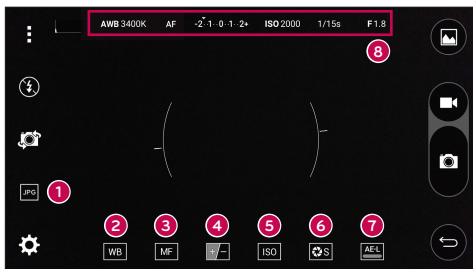 AWB 3400K AF -2·1··0··1··2+ ISO 2000 1/15s F 1.8
8
JPG 1
2 3 4 5 6 7
WB MF +/- ISO S AE-L